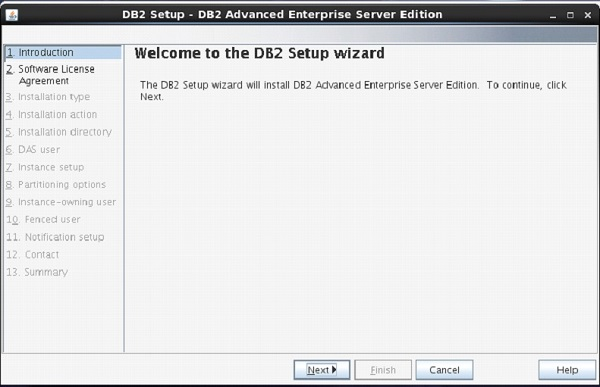 DB2 Setup - DB2 Advanced Enterprise Server Edition
1. Introduction
2. Software License
Agreement
3. Installation type
4. Installation action
5. Installation directory
6. DAS user
7. Instance setup
8. Partitioning options
9. Instance-owning user
10. Fenced user
11. Notification setup
12. Contact
13. Summary
Welcome to the DB2 Setup wizard
The DB2 Setup wizard will install DB2 Advanced Enterprise Server Edition. To continue, click
Next.
Next
Finish
Cancel
Help